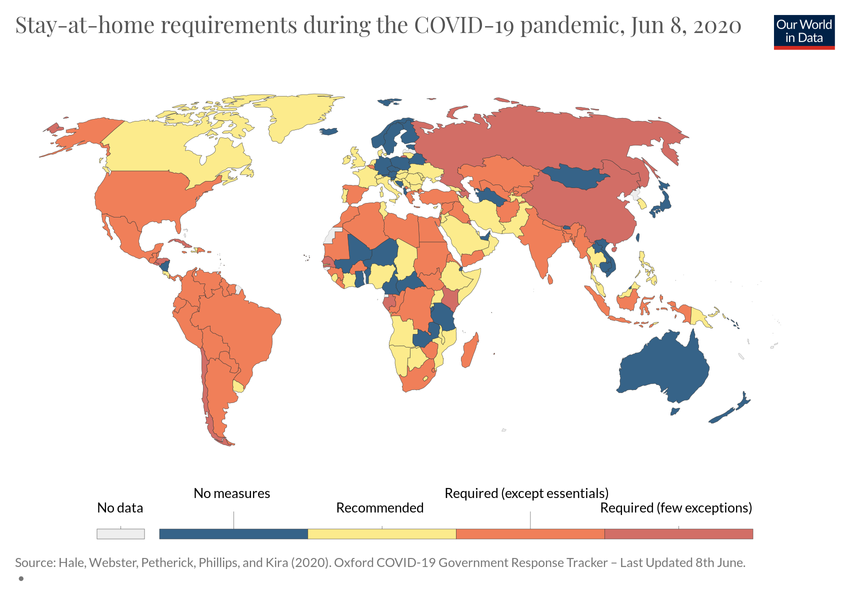 Stay-at-home requirements during the COVID-19 pandemic, Jun 8, 2020
Our World
in Data
No data
No measures
Recommended
Required (except essentials)
Required (few exceptions)
Source: Hale, Webster, Petherick, Phillips, and Kira (2020). Oxford COVID-19 Government Response Tracker – Last Updated 8th June.
•